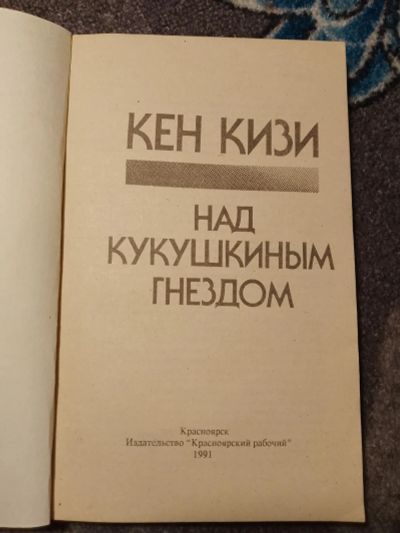 КЕН КИЗИ
НАД
КУКУШКИНЫМ
ГНЕЗДОМ
Красноярск
Издательство "Красноярский рабочий"
1991